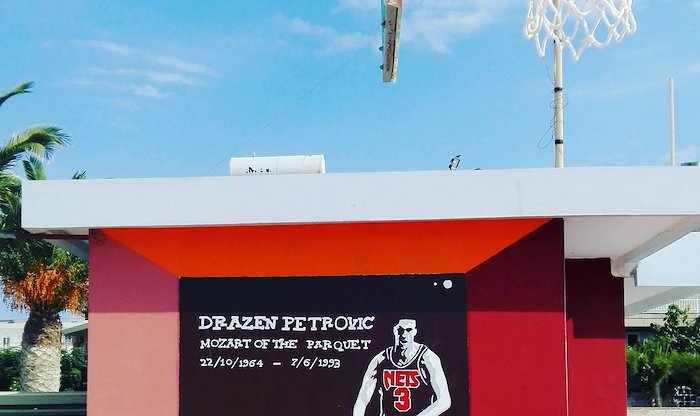 DRAZEN PETROVIC
MOZART OF THE PARQUET
22/10/1964 — 7/6/1993
NETS
3